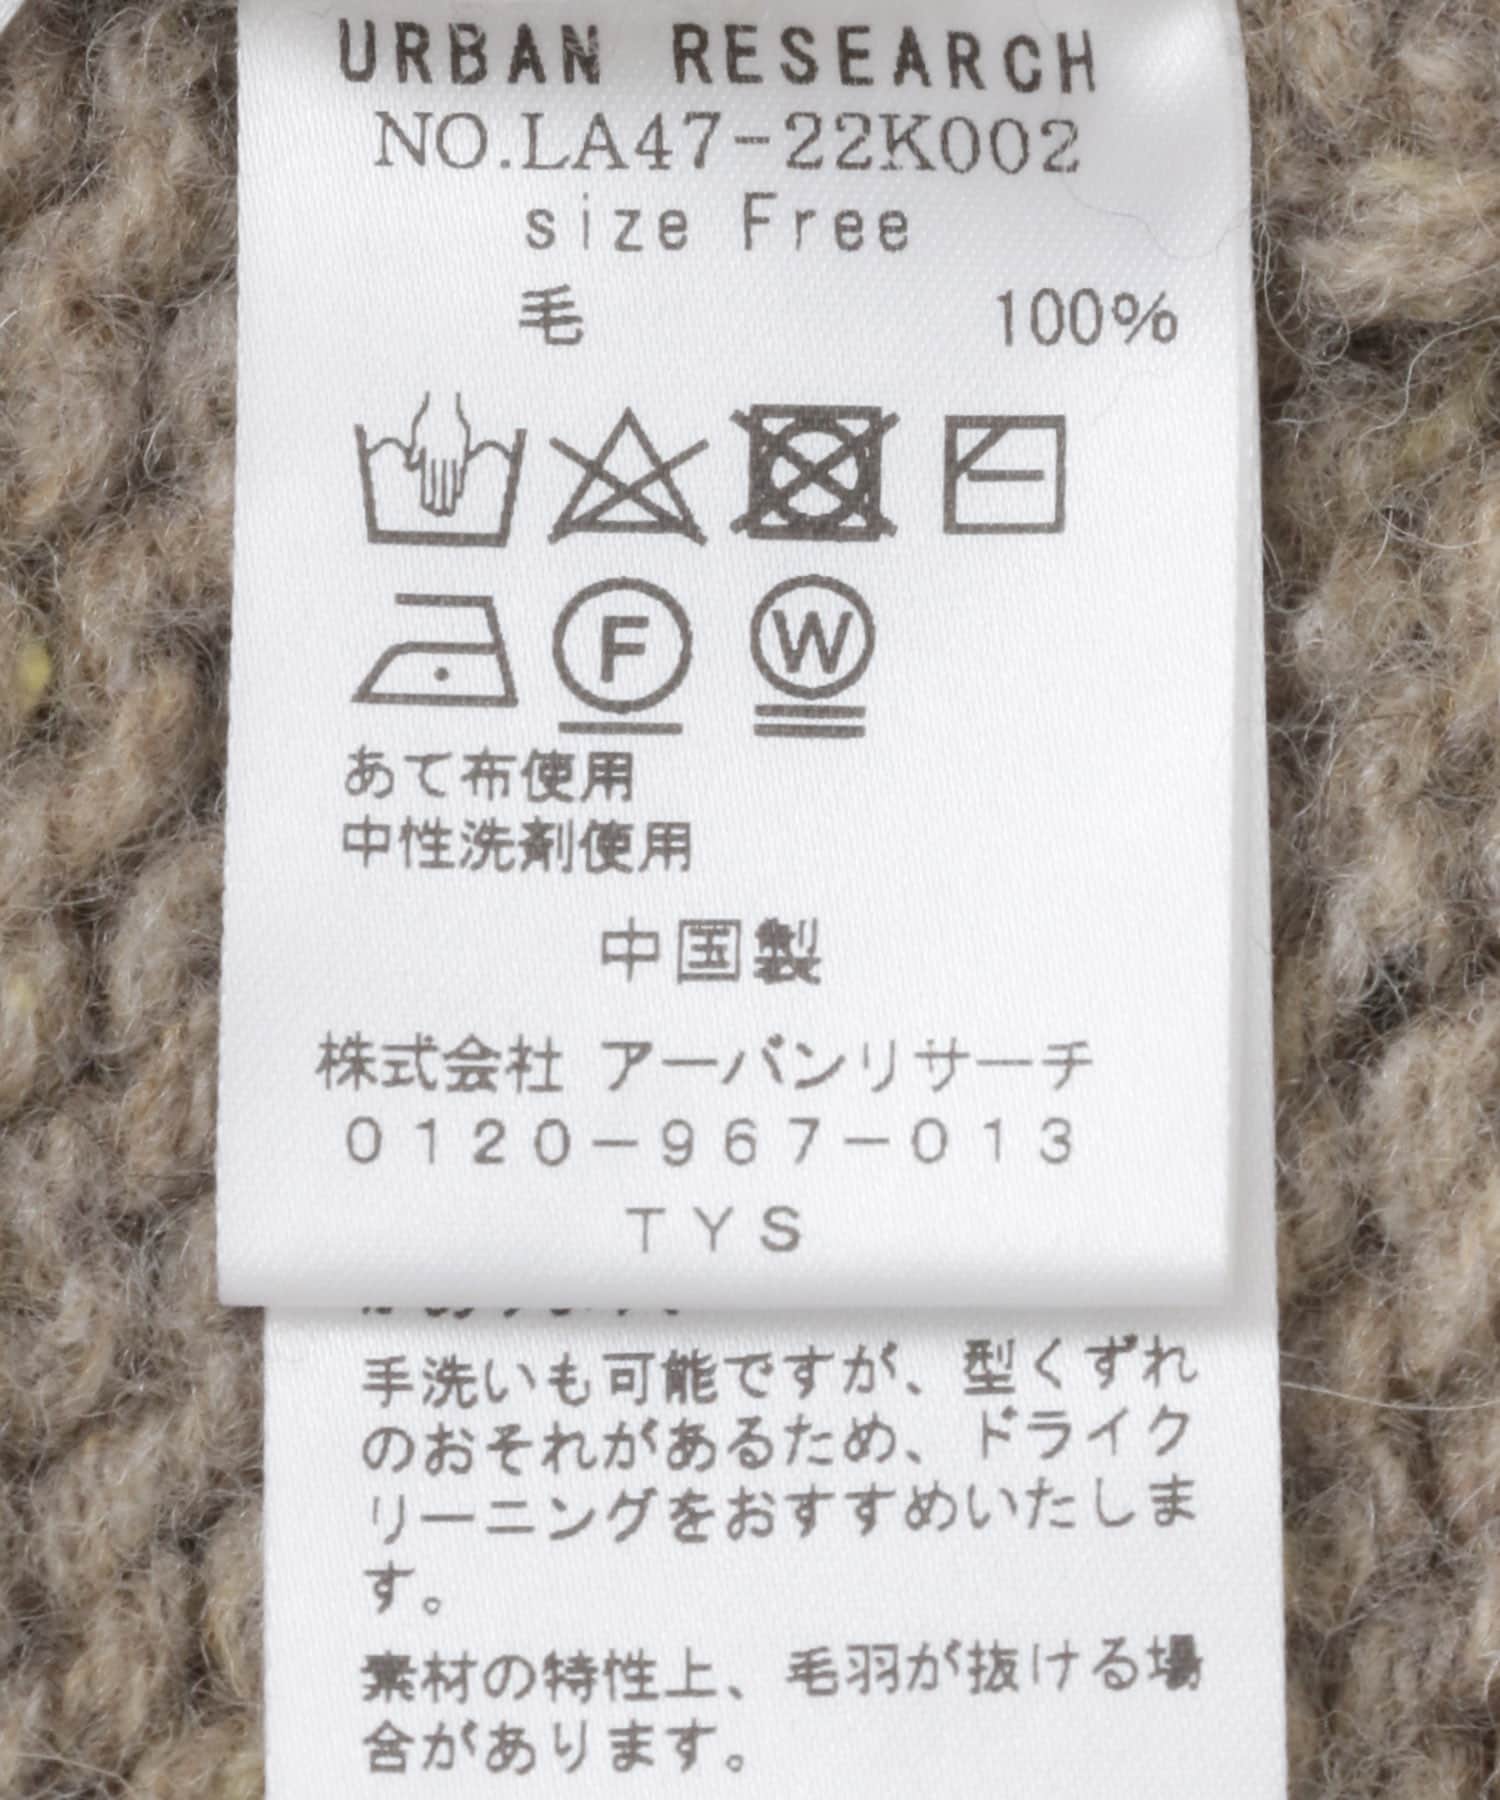 URBAN RESEARCH
NO.LA47-22K002
size Free
毛 100%
F W
あて布使用
中性洗剤使用
中国製
株式会社 アーバンリサーチ
0120-967-013
TYS
手洗いも可能ですが、型くずれ
のおそれがあるため、ドライク
リーニングをおすすめいたしま
す。
素材の特性上、毛羽が抜ける場
合があります。